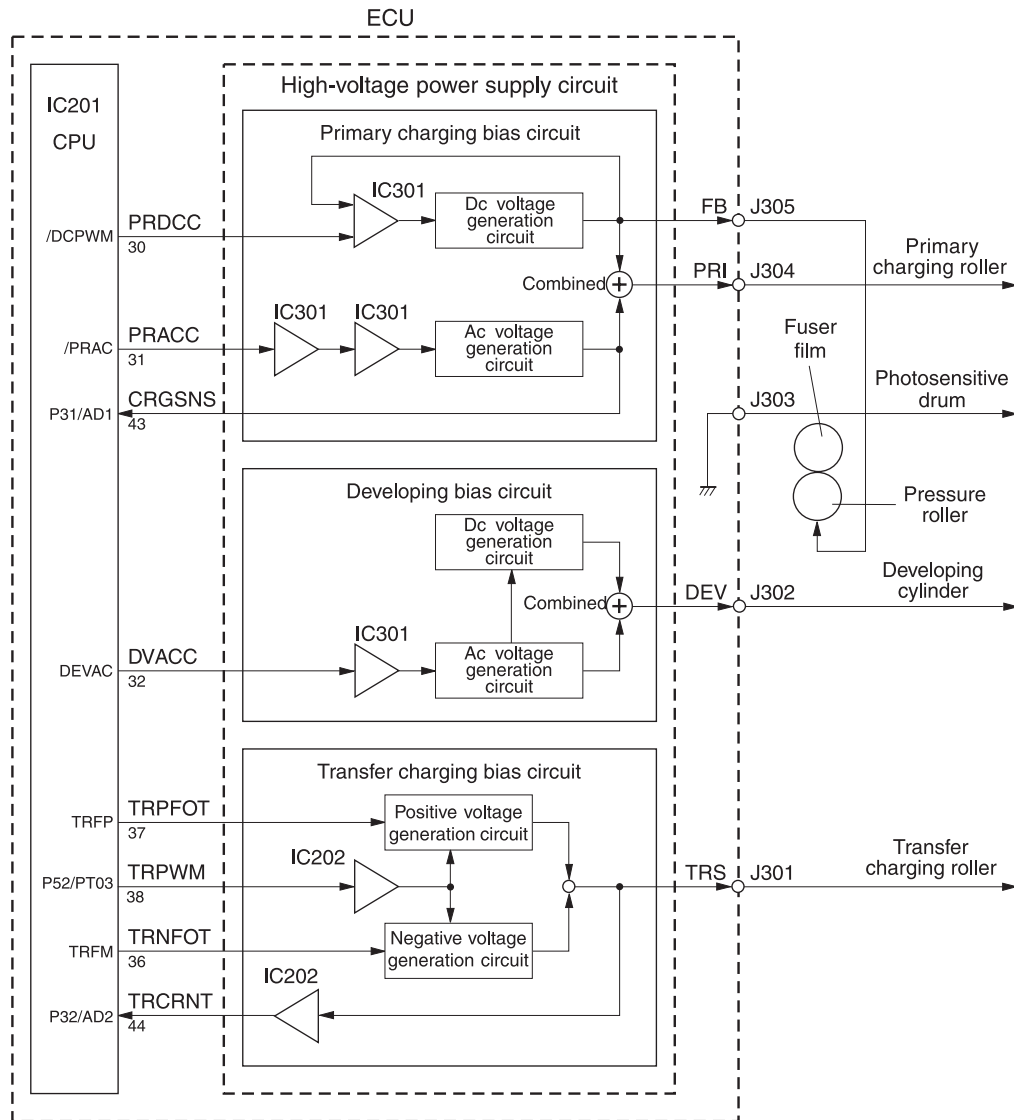 ECU
IC201
CPU
High-voltage power supply circuit
Primary charging bias circuit
IC301
Dc voltage
generation
circuit
FB
J305
/DCPWM
PRDCC
30
Combined
+
PRI
J304
Primary
charging roller
IC301
IC301
/PRAC
PRACC
31
Ac voltage
generation
circuit
Fuser
film
P31/AD1
CRGSNS
43
J303
Photosensitive
drum
Developing bias circuit
Dc voltage
generation
circuit
Pressure
roller
Combined
+
DEV
J302
Developing
cylinder
IC301
DEVAC
DVACC
32
Ac voltage
generation
circuit
Transfer charging bias circuit
TRFP
TRPFOT
37
Positive voltage
generation circuit
IC202
P52/PT03
TRPWM
38
TRS
J301
Transfer
charging roller
TRFM
TRNFOT
36
Negative voltage
generation circuit
IC202
P32/AD2
TRCRNT
44